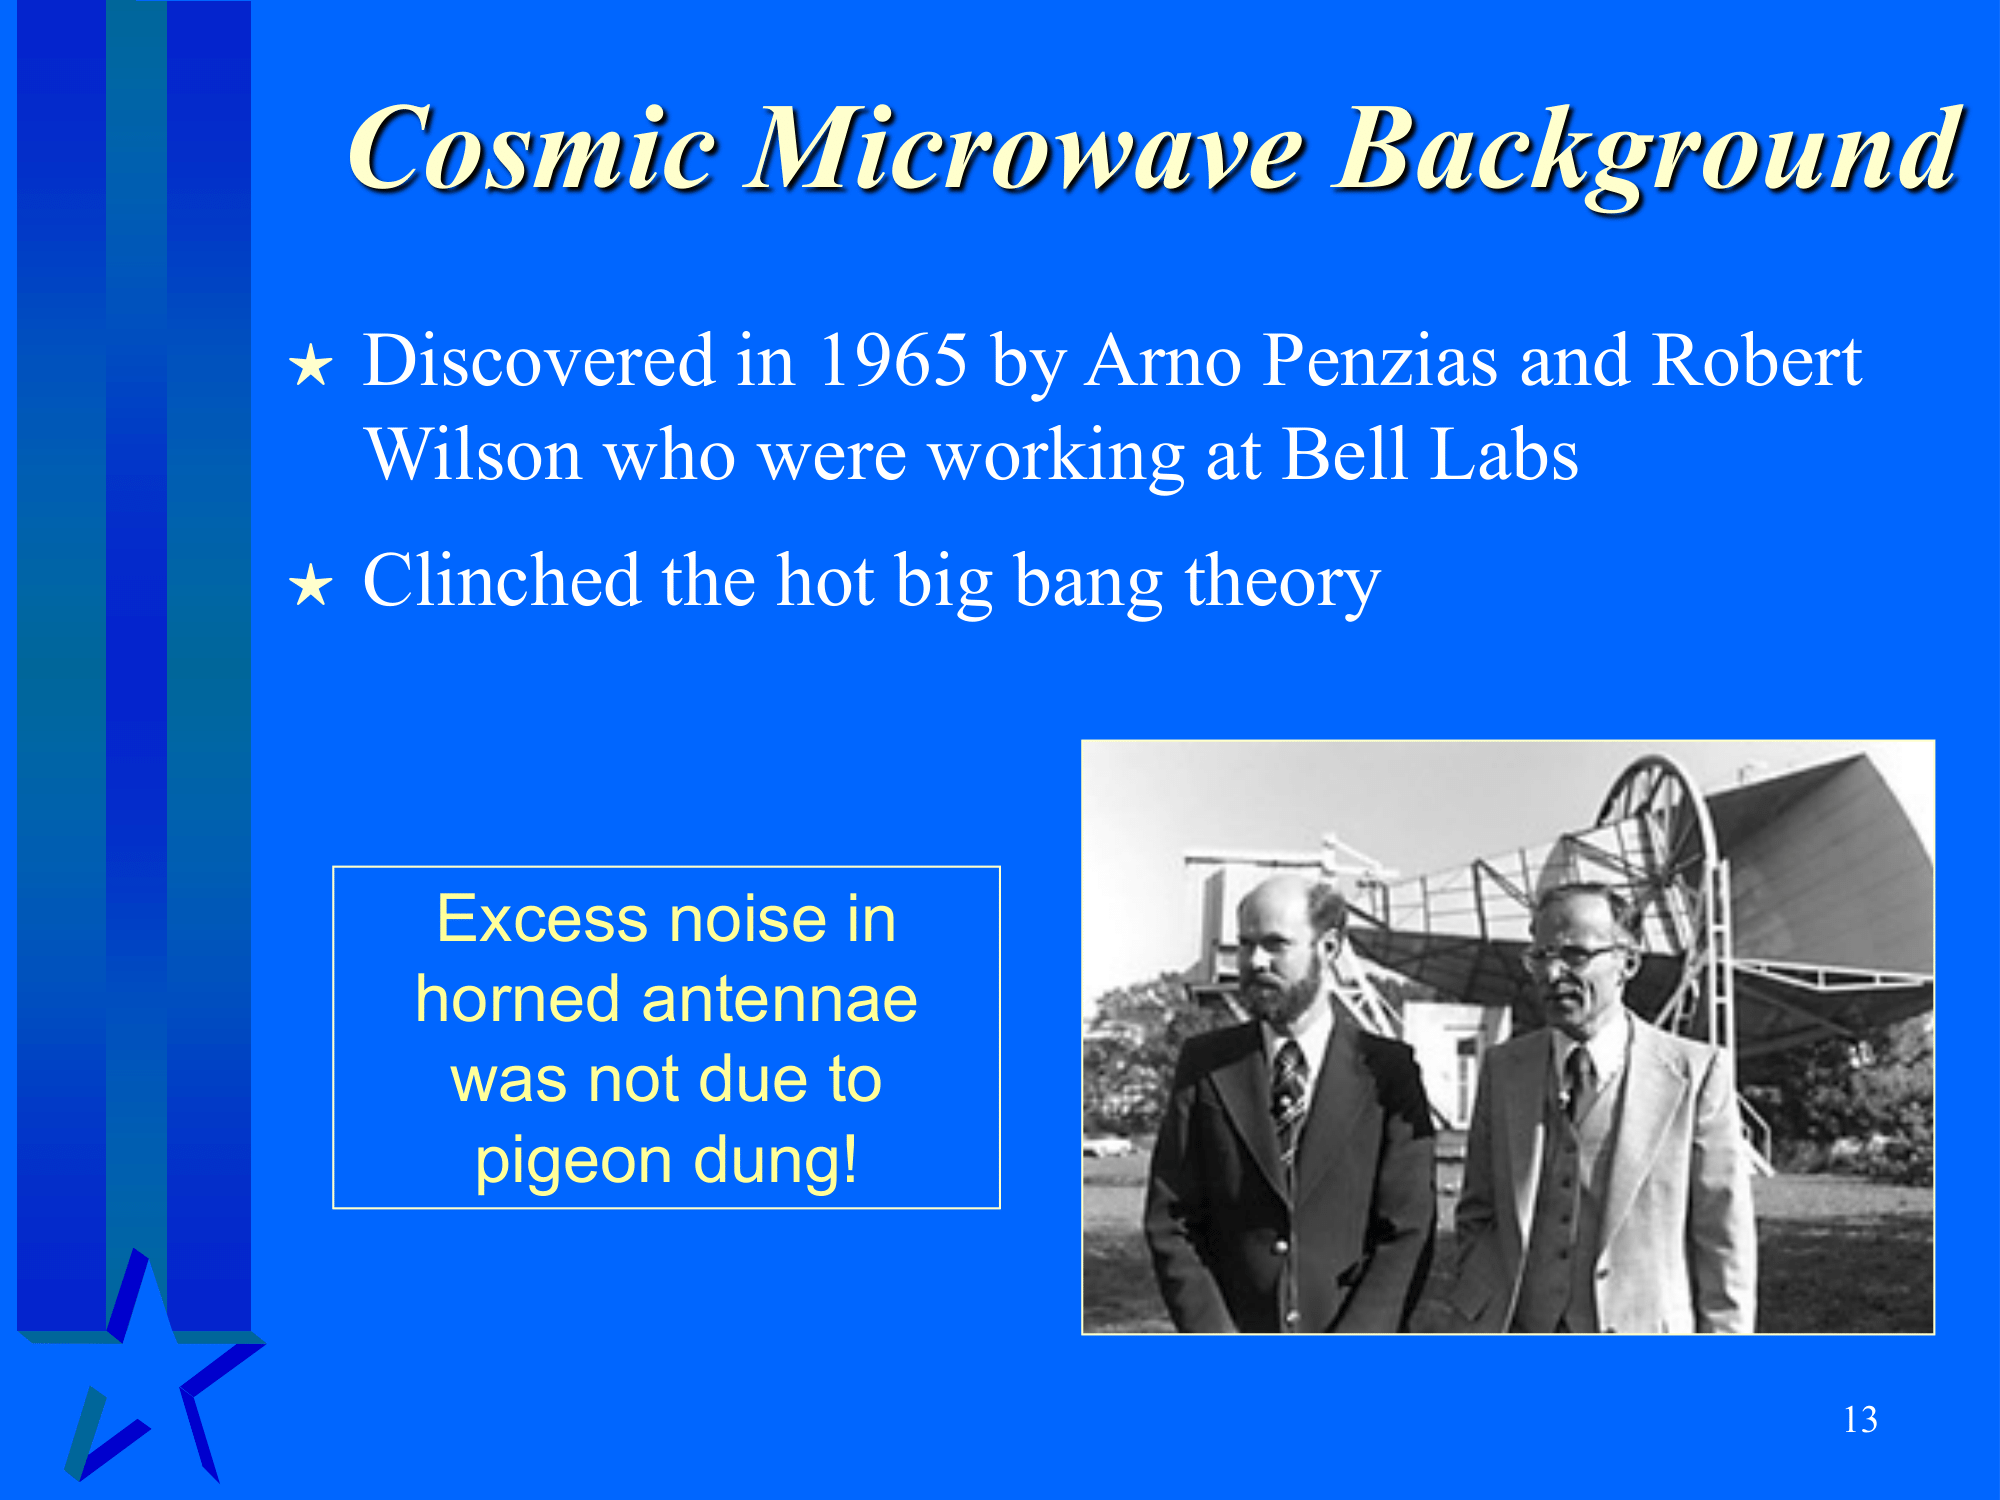 Cosmic Microwave Background
Discovered in 1965 by Arno Penzias and Robert
Wilson who were working at Bell Labs
Clinched the hot big bang theory
Excess noise in
horned antennae
was not due to
pigeon dung!
13